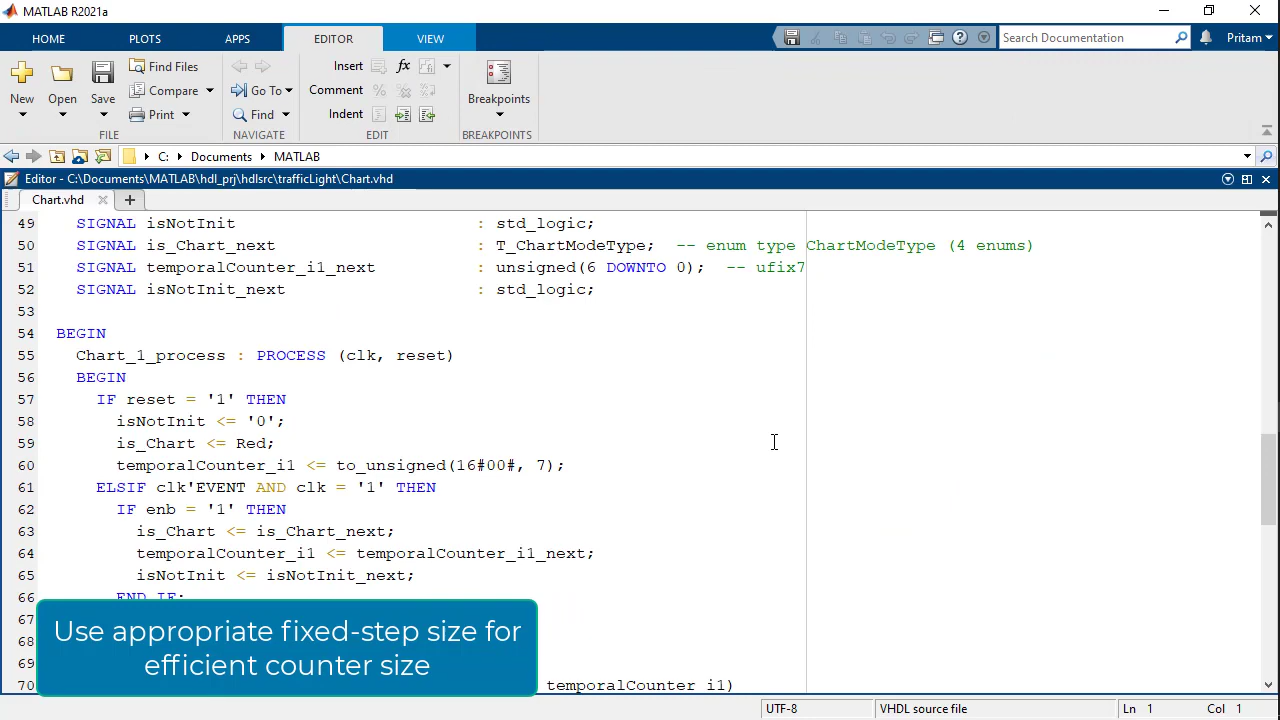 MATLAB R2021a
HOME PLOTS APPS EDITOR VIEW Search Documentation Pritam
New Open Save Find Files Compare Print Go To Find Insert Comment Indent fx Breakpoints
FILE NAVIGATE EDIT BREAKPOINTS
C: Documents MATLAB
Editor - C:\Documents\MATLAB\hdl_prj\hdlsrc\trafficLight\Chart.vhd
Chart.vhd
49 SIGNAL isNotInit : std_logic;
50 SIGNAL is_Chart_next : T_ChartModeType; -- enum type ChartModeType (4 enums)
51 SIGNAL temporalCounter_i1_next : unsigned(6 DOWNTO 0); -- ufix7
52 SIGNAL isNotInit_next : std_logic;
53
54 BEGIN
55 Chart_1_process : PROCESS (clk, reset)
56 BEGIN
57 IF reset = '1' THEN
58 isNotInit <= '0';
59 is_Chart <= Red;
60 temporalCounter_i1 <= to_unsigned(16#00#, 7);
61 ELSIF clk'EVENT AND clk = '1' THEN
62 IF enb = '1' THEN
63 is_Chart <= is_Chart_next;
64 temporalCounter_i1 <= temporalCounter_i1_next;
65 isNotInit <= isNotInit_next;
66 END IF;
67
68
69
70 temporalCounter_i1)
Use appropriate fixed-step size for
efficient counter size
UTF-8 VHDL source file Ln 1 Col 1